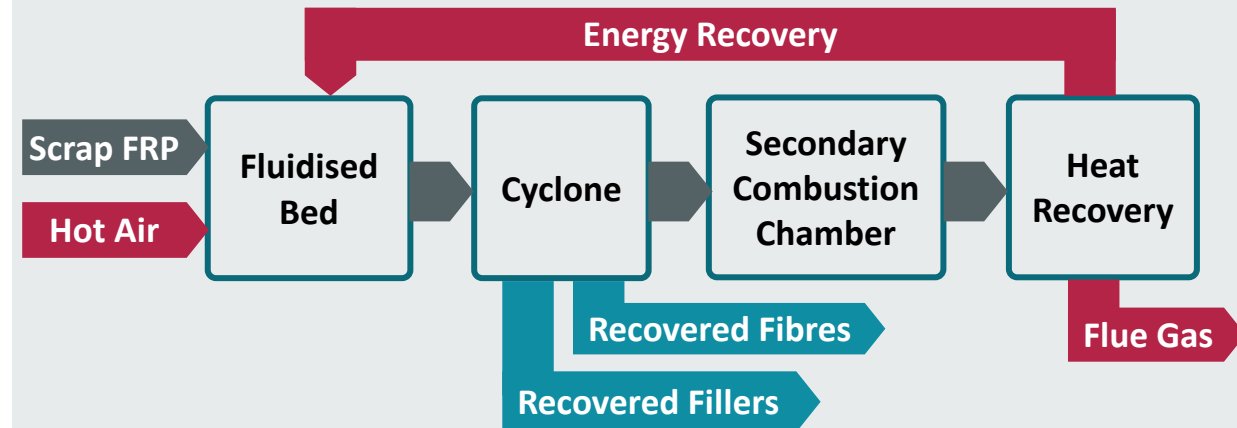 Energy Recovery
Scrap FRP
Hot Air
Fluidised
Bed
Cyclone
Secondary
Combustion
Chamber
Heat
Recovery
Recovered Fibres
Recovered Fillers
Flue Gas